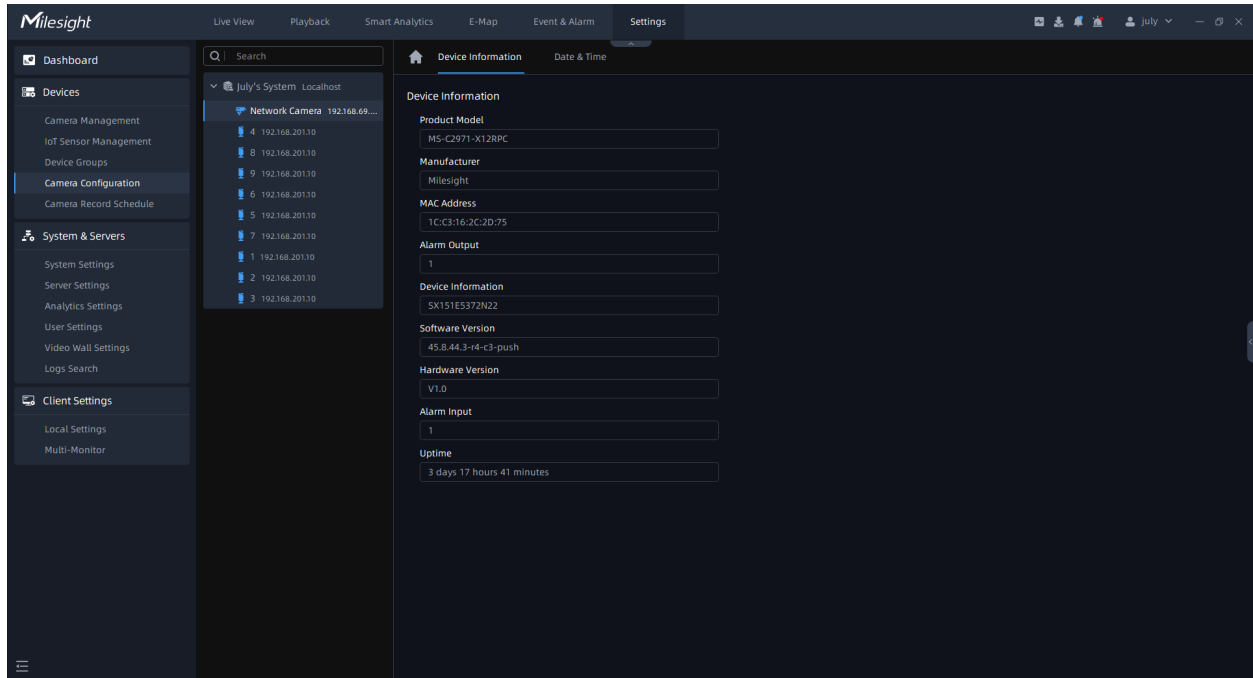 Milesight
Live View Playback Smart Analytics E-Map Event & Alarm Settings july
Dashboard
Devices
Camera Management
IoT Sensor Management
Device Groups
Camera Configuration
Camera Record Schedule
System & Servers
System Settings
Server Settings
Analytics Settings
User Settings
Video Wall Settings
Logs Search
Client Settings
Local Settings
Multi-Monitor
Search
July's System Localhost
Network Camera 192.168.69....
4 192.168.201.10
8 192.168.201.10
9 192.168.201.10
6 192.168.201.10
5 192.168.201.10
7 192.168.201.10
1 192.168.201.10
2 192.168.201.10
3 192.168.201.10
Device Information Date & Time
Device Information
Product Model
MS-C2971-X12RPC
Manufacturer
Milesight
MAC Address
1C:C3:16:2C:2D:75
Alarm Output
1
Device Information
SX151E5372N22
Software Version
45.8.44.3-r4-c3-push
Hardware Version
V1.0
Alarm Input
1
Uptime
3 days 17 hours 41 minutes